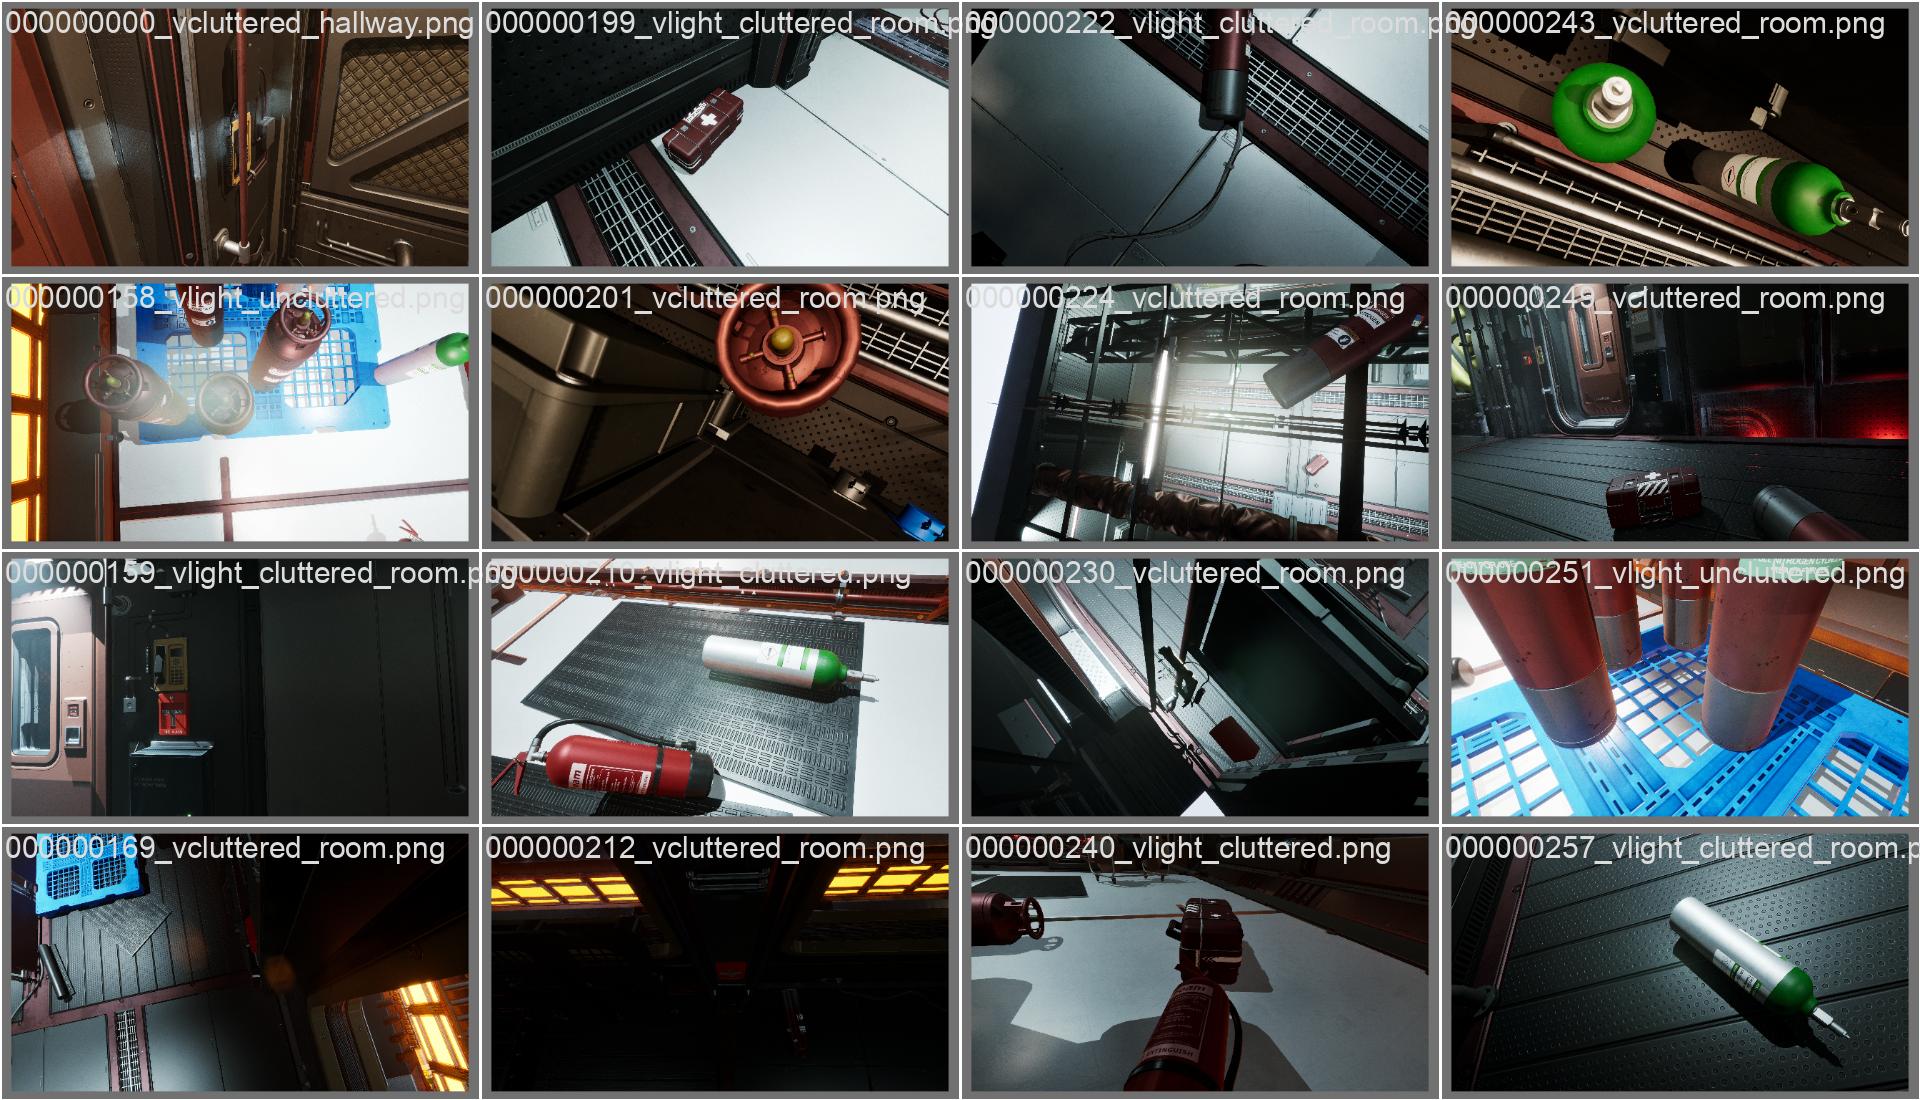 000000000_vcluttered_hallway.png
000000199_vlight_cluttered_room.png
000000222_vlight_cluttered_room.png
000000243_vcluttered_room.png
000000158_vlight_uncluttered.png
000000201_vcluttered_room.png
000000224_vcluttered_room.png
000000249_vcluttered_room.png
000000159_vlight_cluttered_room.png
000000210_vlight_cluttered.png
000000230_vcluttered_room.png
000000251_vlight_uncluttered.png
000000169_vcluttered_room.png
000000212_vcluttered_room.png
000000240_vlight_cluttered.png
000000257_vlight_cluttered_room.p